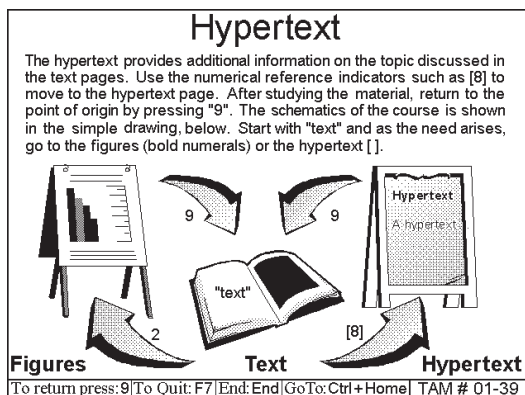 Hypertext
The hypertext provides additional information on the topic discussed in
the text pages. Use the numerical reference indicators such as [8] to
move to the hypertext page. After studying the material, return to the
point of origin by pressing "9". The schematics of the course is shown
in the simple drawing, below. Start with "text" and as the need arises,
go to the figures (bold numerals) or the hypertext [ ].
Hypertext
A hypertext
9
9
"text"
2
[8]
Figures
Text
Hypertext
To return press: 9|To Quit: F7|End: End|GoTo: Ctrl+Home| TAM # 01-39